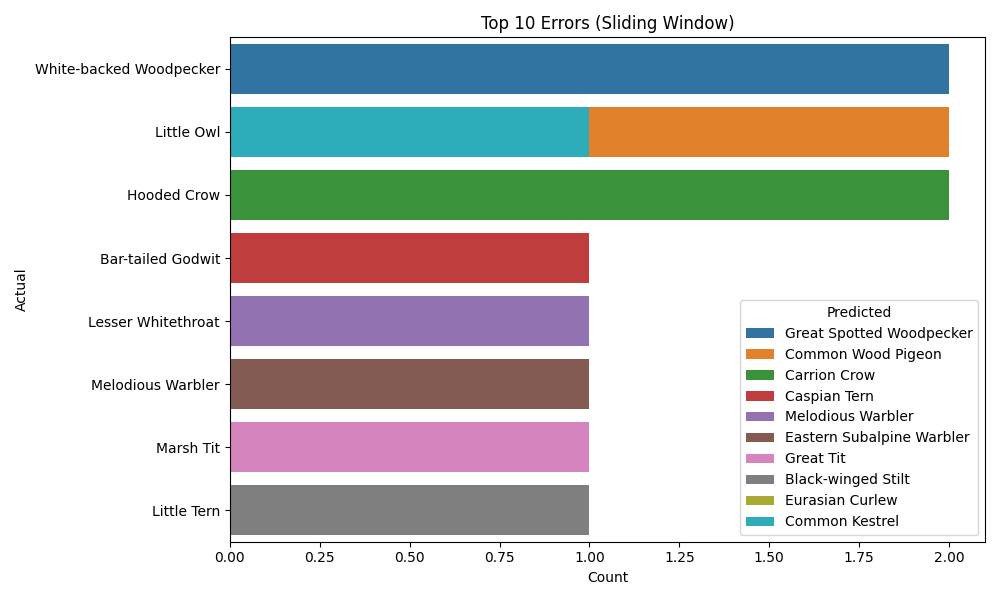 Top 10 Errors (Sliding Window)
Actual
White-backed Woodpecker
Little Owl
Hooded Crow
Bar-tailed Godwit
Lesser Whitethroat
Melodious Warbler
Marsh Tit
Little Tern
Predicted
Great Spotted Woodpecker
Common Wood Pigeon
Carrion Crow
Caspian Tern
Melodious Warbler
Eastern Subalpine Warbler
Great Tit
Black-winged Stilt
Eurasian Curlew
Common Kestrel
0.00 0.25 0.50 0.75 1.00 1.25 1.50 1.75 2.00
Count